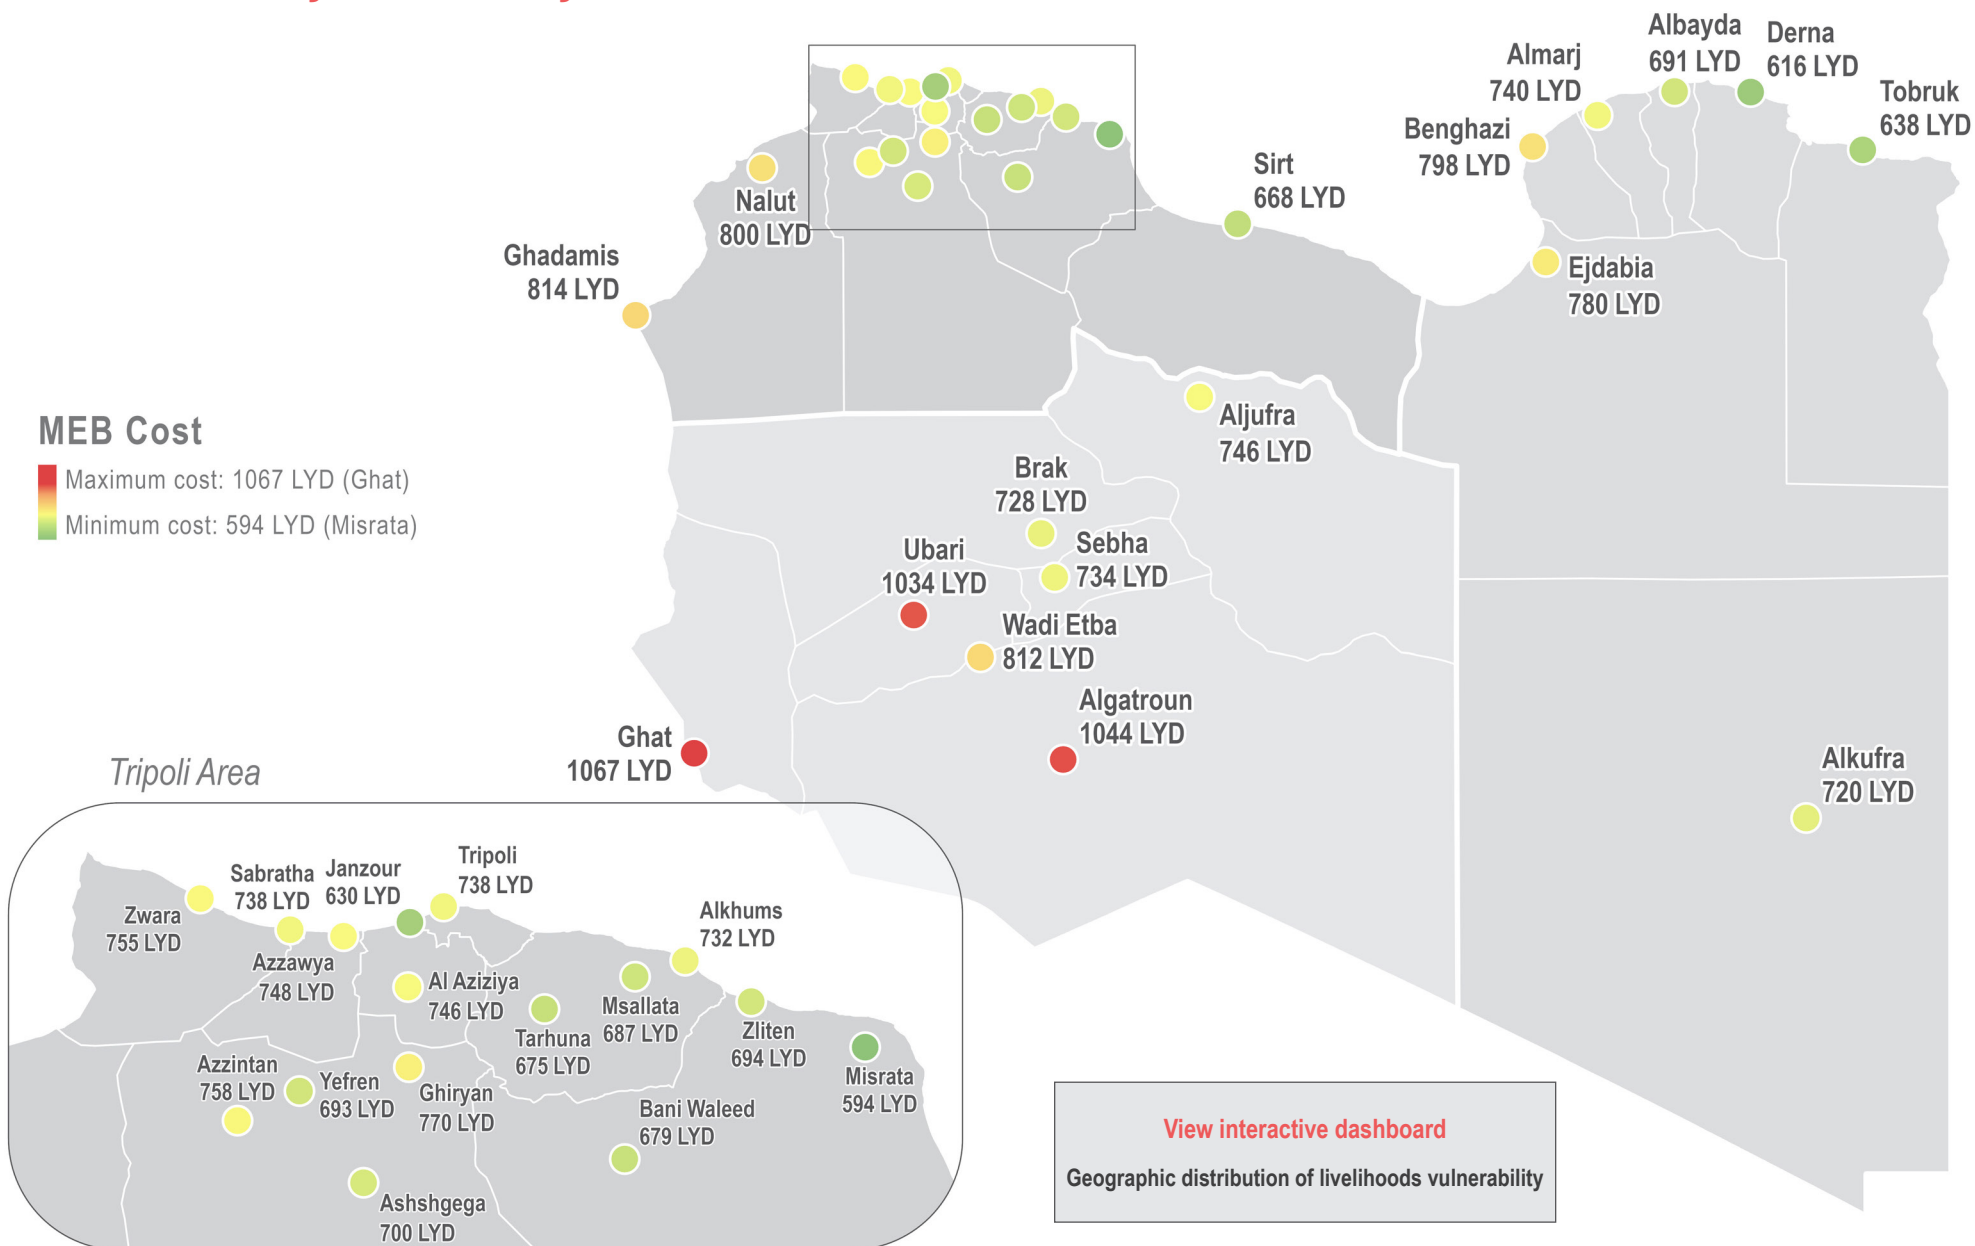 Albayda
691 LYD
Derna
616 LYD
Almarj
740 LYD
Tobruk
638 LYD
Benghazi
798 LYD
Sirt
668 LYD
Nalut
800 LYD
Ghadamis
814 LYD
Ejdabia
780 LYD
MEB Cost
Maximum cost: 1067 LYD (Ghat)
Minimum cost: 594 LYD (Misrata)
Aljufra
746 LYD
Brak
728 LYD
Sebha
734 LYD
Ubari
1034 LYD
Wadi Etba
812 LYD
Algatroun
1044 LYD
Ghat
1067 LYD
Alkufra
720 LYD
Tripoli Area
Sabratha
738 LYD
Janzour
630 LYD
Tripoli
738 LYD
Zwara
755 LYD
Alkhums
732 LYD
Azzawya
748 LYD
Al Aziziya
746 LYD
Msallata
687 LYD
Tarhuna
675 LYD
Zliten
694 LYD
Misrata
594 LYD
Azzintan
758 LYD
Yefren
693 LYD
Ghiryan
770 LYD
Bani Waleed
679 LYD
Ashshgega
700 LYD
View interactive dashboard
Geographic distribution of livelihoods vulnerability